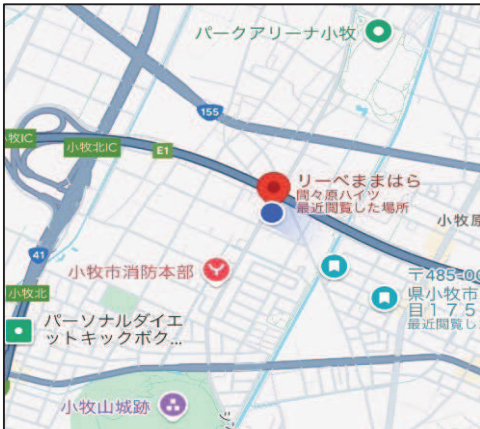 パークアリーナ小牧
155
小牧IC
小牧北IC
E1
リーベままはら
間々原ハイツ
最近閲覧した場所
小牧原
41
小牧市消防本部
〒485-00
県小牧市
目175
最近閲覧し
小牧北
パーソナルダイエ
ットキックボク...
小牧山城跡